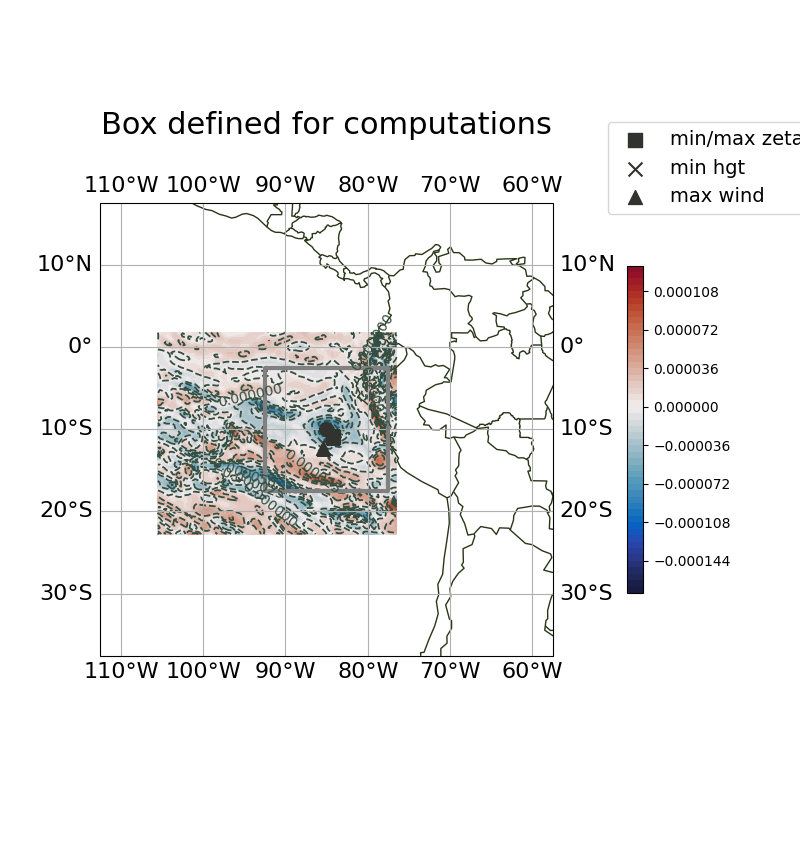 Box defined for computations
min/max zeta
min hgt
max wind
110°W 100°W 90°W 80°W 70°W 60°W
10°N 10°N
0° 0°
10°S 10°S
20°S 20°S
30°S 30°S
110°W 100°W 90°W 80°W 70°W 60°W
0.000108
0.000072
0.000036
0.000000
−0.000036
−0.000072
−0.000108
−0.000144